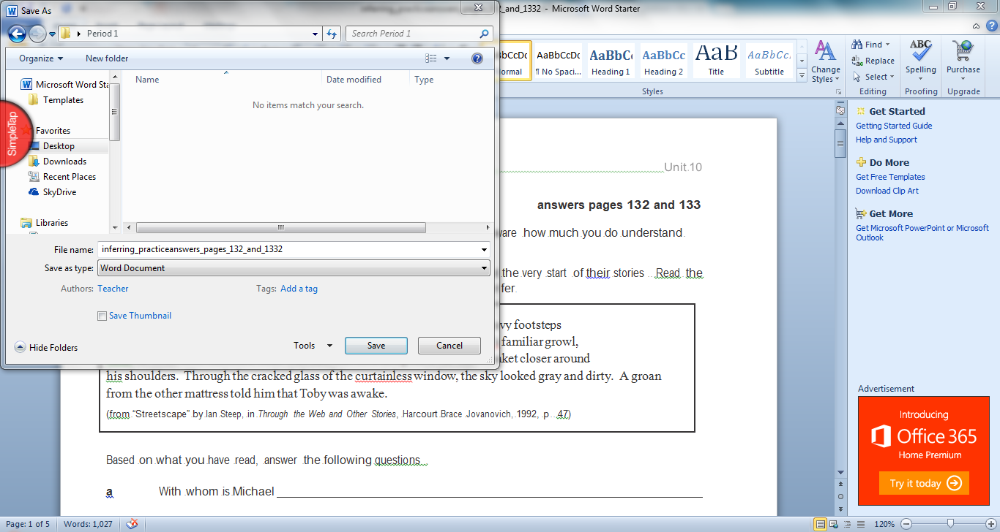 Save As
2_and_1332 - Microsoft Word Starter
Period 1
Search Period 1
Organize
New folder
Name
Date modified
Type
No items match your search.
Microsoft Word Sta
Templates
Favorites
Desktop
Downloads
Recent Places
SkyDrive
Libraries
SimpleTap
File name: inferring_practiceanswers_pages_132_and_1332
Save as type: Word Document
Authors: Teacher
Tags: Add a tag
Save Thumbnail
Hide Folders
Tools
Save
Cancel
AaBbCc
AaBbCc
AaB
AaBbCc.
¶ No Spaci...
Heading 1
Heading 2
Title
Subtitle
Change Styles
Styles
Find
Replace
Select
Editing
ABC
Spelling
Proofing
Purchase
Upgrade
Unit 10
answers pages 132 and 133
how much you do understand.
the very start of their stories. Read the
fer.
vy footsteps
familiar growl,
ket closer around
his shoulders. Through the cracked glass of the curtainless window, the sky looked gray and dirty. A groan
from the other mattress told him that Toby was awake.
(from "Streetscape" by Ian Steep, in Through the Web and Other Stories, Harcourt Brace Jovanovich, 1992, p. 47)
Based on what you have read, answer the following questions.
a With whom is Michael
Get Started
Getting Started Guide
Help and Support
Do More
Get Free Templates
Download Clip Art
Get More
Get Microsoft PowerPoint or Microsoft
Outlook
Advertisement
Introducing
Office 365
Home Premium
Try it today
Page: 1 of 5
Words: 1,027
120%